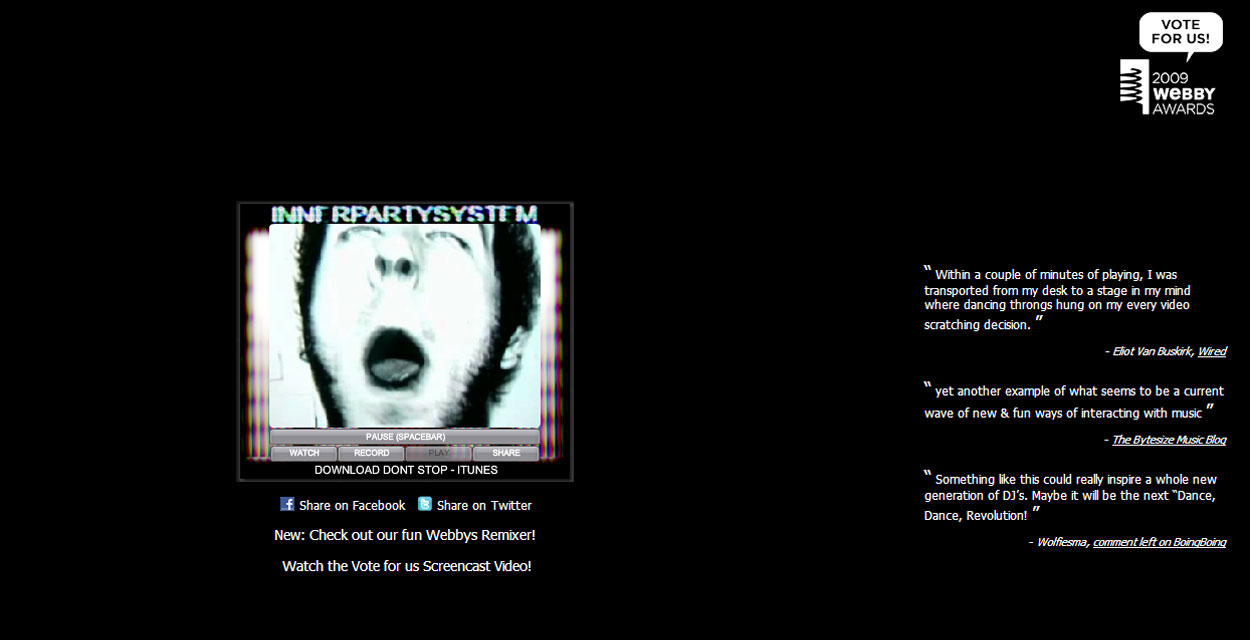 VOTE
FOR US!
2009
WEBBY
AWARDS
INNERPARTYSYSTEM
PAUSE (SPACEBAR)
WATCH RECORD PLAY SHARE
DOWNLOAD DONT STOP - ITUNES
Share on Facebook Share on Twitter
New: Check out our fun Webbys Remixer!
Watch the Vote for us Screencast Video!
“ Within a couple of minutes of playing, I was
transported from my desk to a stage in my mind
where dancing throngs hung on my every video
scratching decision. ”
- Eliot Van Buskirk, Wired
“ yet another example of what seems to be a current
wave of new & fun ways of interacting with music ”
- The Bytesize Music Blog
“ Something like this could really inspire a whole new
generation of DJ's. Maybe it will be the next "Dance,
Dance, Revolution! ”
- Wolfiesma, comment left on BoingBoing